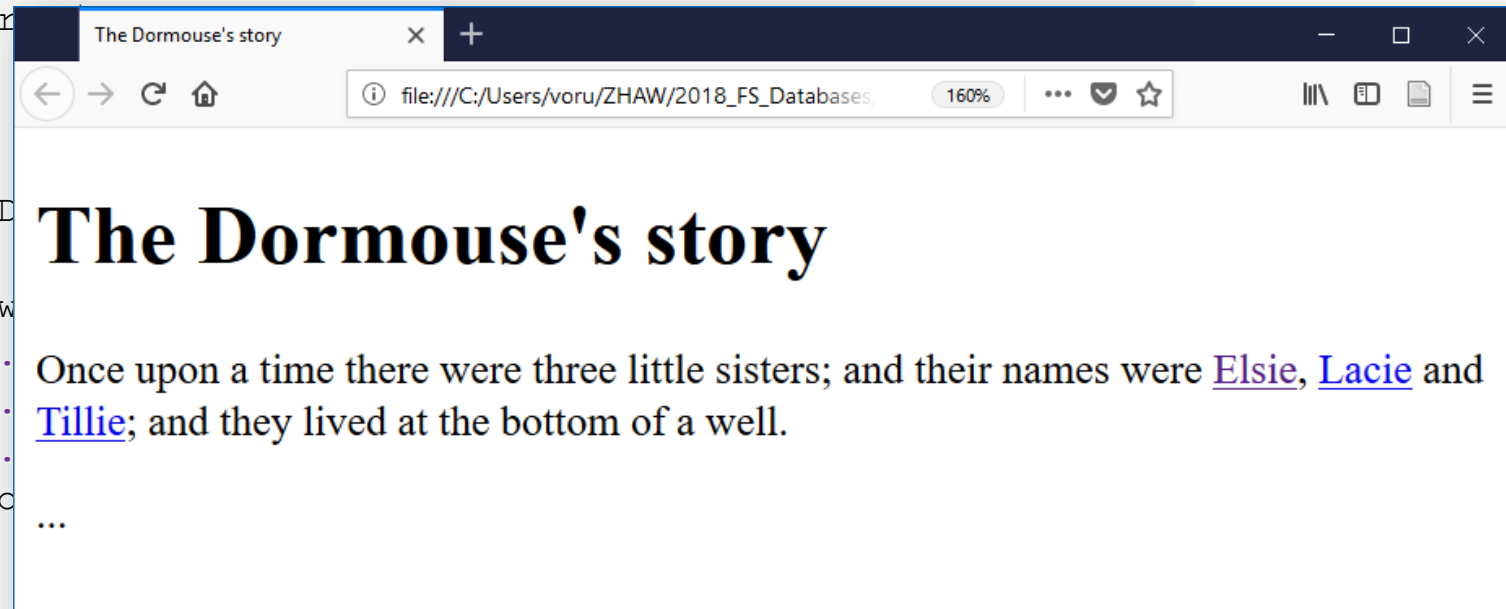 The Dormouse's story
file:///C:/Users/voru/ZHAW/2018_FS_Databases
160%
The Dormouse's story
Once upon a time there were three little sisters; and their names were Elsie, Lacie and
Tillie; and they lived at the bottom of a well.
...